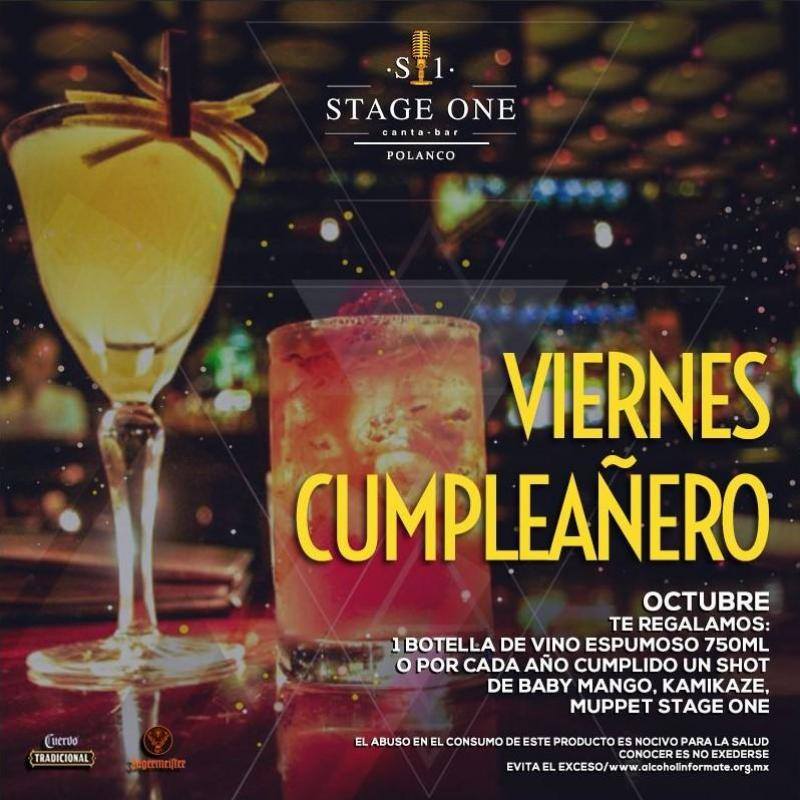 ·S 1·
STAGE ONE
canta-bar
POLANCO
VIERNES
CUMPLEAÑERO
OCTUBRE
TE REGALAMOS:
1 BOTELLA DE VINO ESPUMOSO 750ML
O POR CADA AÑO CUMPLIDO UN SHOT
DE BABY MANGO, KAMIKAZE,
MUPPET STAGE ONE
EL ABUSO EN EL CONSUMO DE ESTE PRODUCTO ES NOCIVO PARA LA SALUD
CONOCER ES NO EXEDERSE
EVITA EL EXCESO/www.alcoholinformate.org.mx
Cuervo
TRADICIONAL
Jägermeister